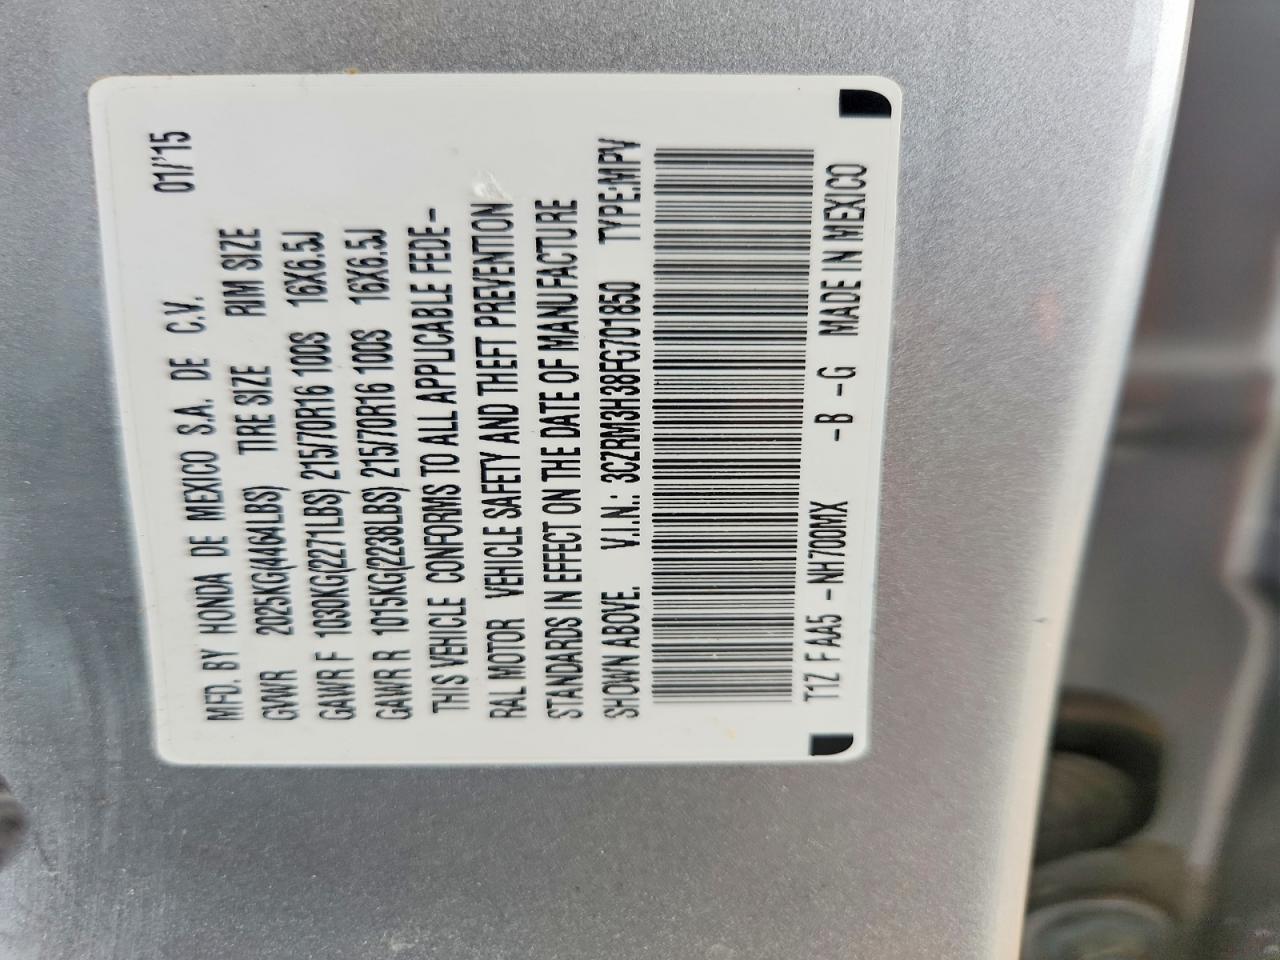 01/'15
MFD. BY HONDA DE MEXICO S.A. DE C.V.
GVWR 2025KG(4464LBS) TIRE SIZE RIM SIZE
GAWR F 1030KG(2271LBS) 215/70R16 100S 16X6.5J
GAWR R 1015KG(2238LBS) 215/70R16 100S 16X6.5J
THIS VEHICLE CONFORMS TO ALL APPLICABLE FEDE-
RAL MOTOR VEHICLE SAFETY AND THEFT PREVENTION
STANDARDS IN EFFECT ON THE DATE OF MANUFACTURE
SHOWN ABOVE. V.I.N.: 3CZRM3H38FG701850 TYPE:MPV
T1Z F AA5 -NH700MX -B -G MADE IN MEXICO